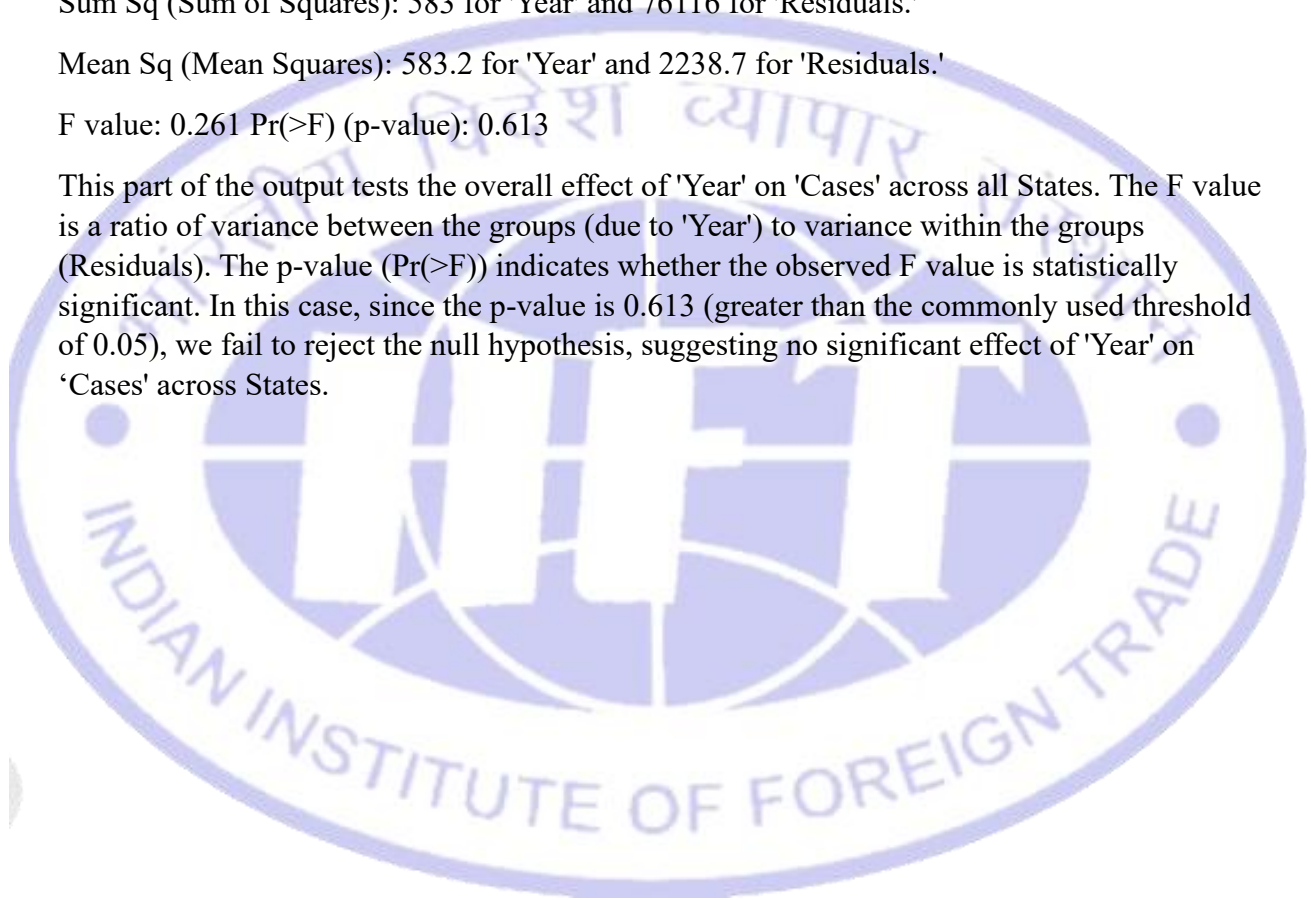 Sum Sq (Sum of Squares): 583 for 'Year' and 76116 for 'Residuals.'
Mean Sq (Mean Squares): 583.2 for 'Year' and 2238.7 for 'Residuals.'
F value: 0.261 Pr(>F) (p-value): 0.613
This part of the output tests the overall effect of 'Year' on 'Cases' across all States. The F value
is a ratio of variance between the groups (due to 'Year') to variance within the groups
(Residuals). The p-value (Pr(>F)) indicates whether the observed F value is statistically
significant. In this case, since the p-value is 0.613 (greater than the commonly used threshold
of 0.05), we fail to reject the null hypothesis, suggesting no significant effect of 'Year' on
‘Cases' across States.
भारतीय विदेश व्यापार संस्थान
IIFT
INDIAN INSTITUTE OF FOREIGN TRADE